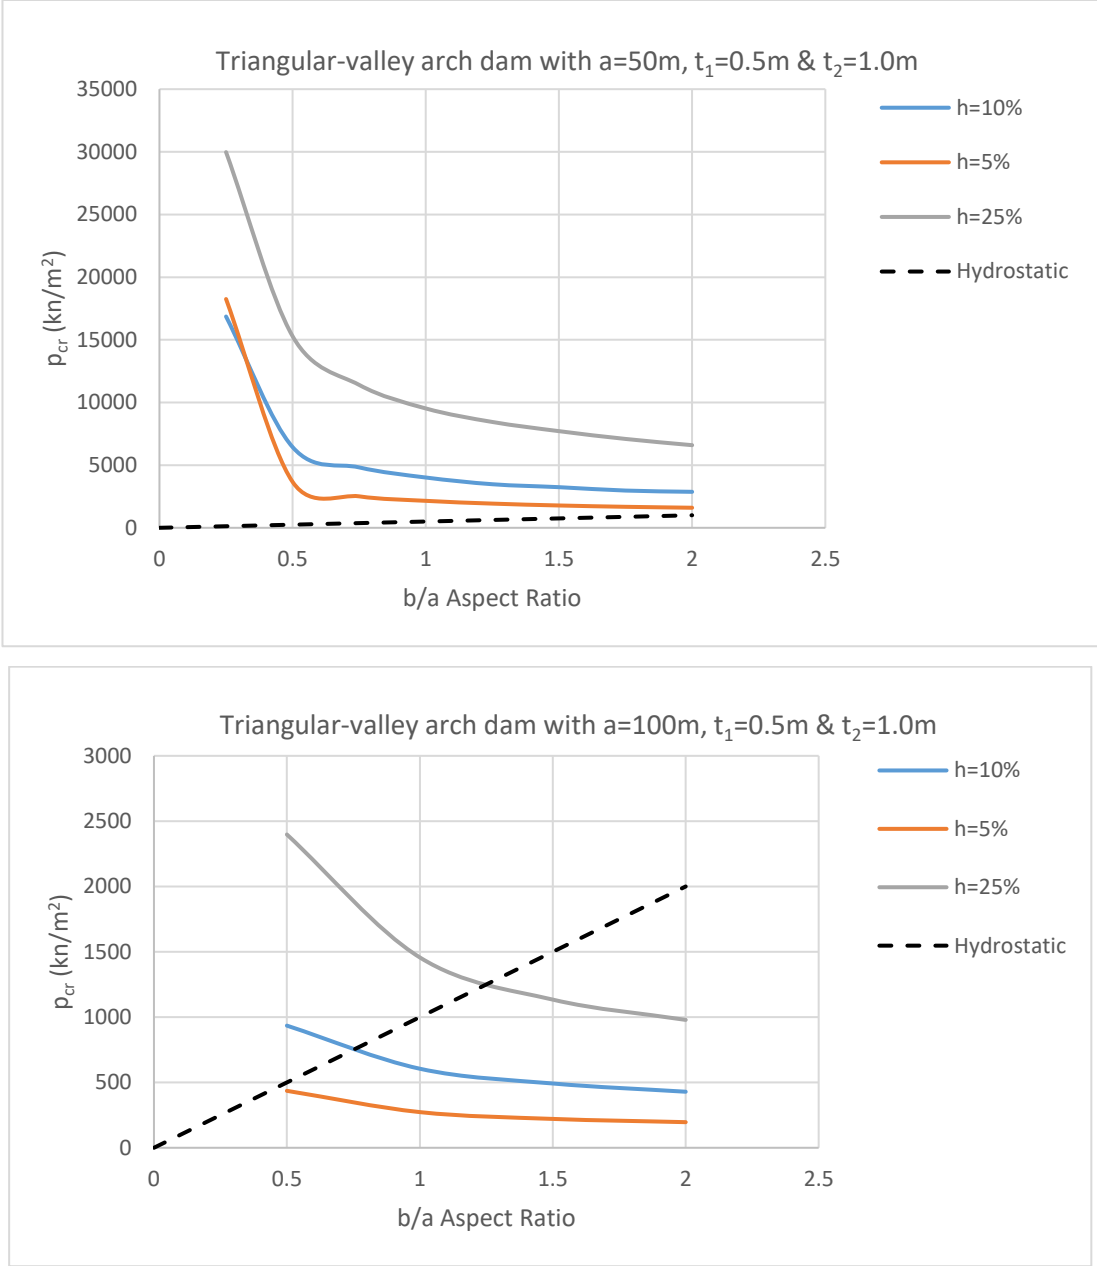 Triangular-valley arch dam with a=50m, t₁=0.5m & t₂=1.0m
35000
30000
25000
20000
15000
10000
5000
0
p_cr (kn/m²)
0 0.5 1 1.5 2 2.5
b/a Aspect Ratio
h=10%
h=5%
h=25%
Hydrostatic
Triangular-valley arch dam with a=100m, t₁=0.5m & t₂=1.0m
3000
2500
2000
1500
1000
500
0
p_cr (kn/m²)
0 0.5 1 1.5 2 2.5
b/a Aspect Ratio
h=10%
h=5%
h=25%
Hydrostatic